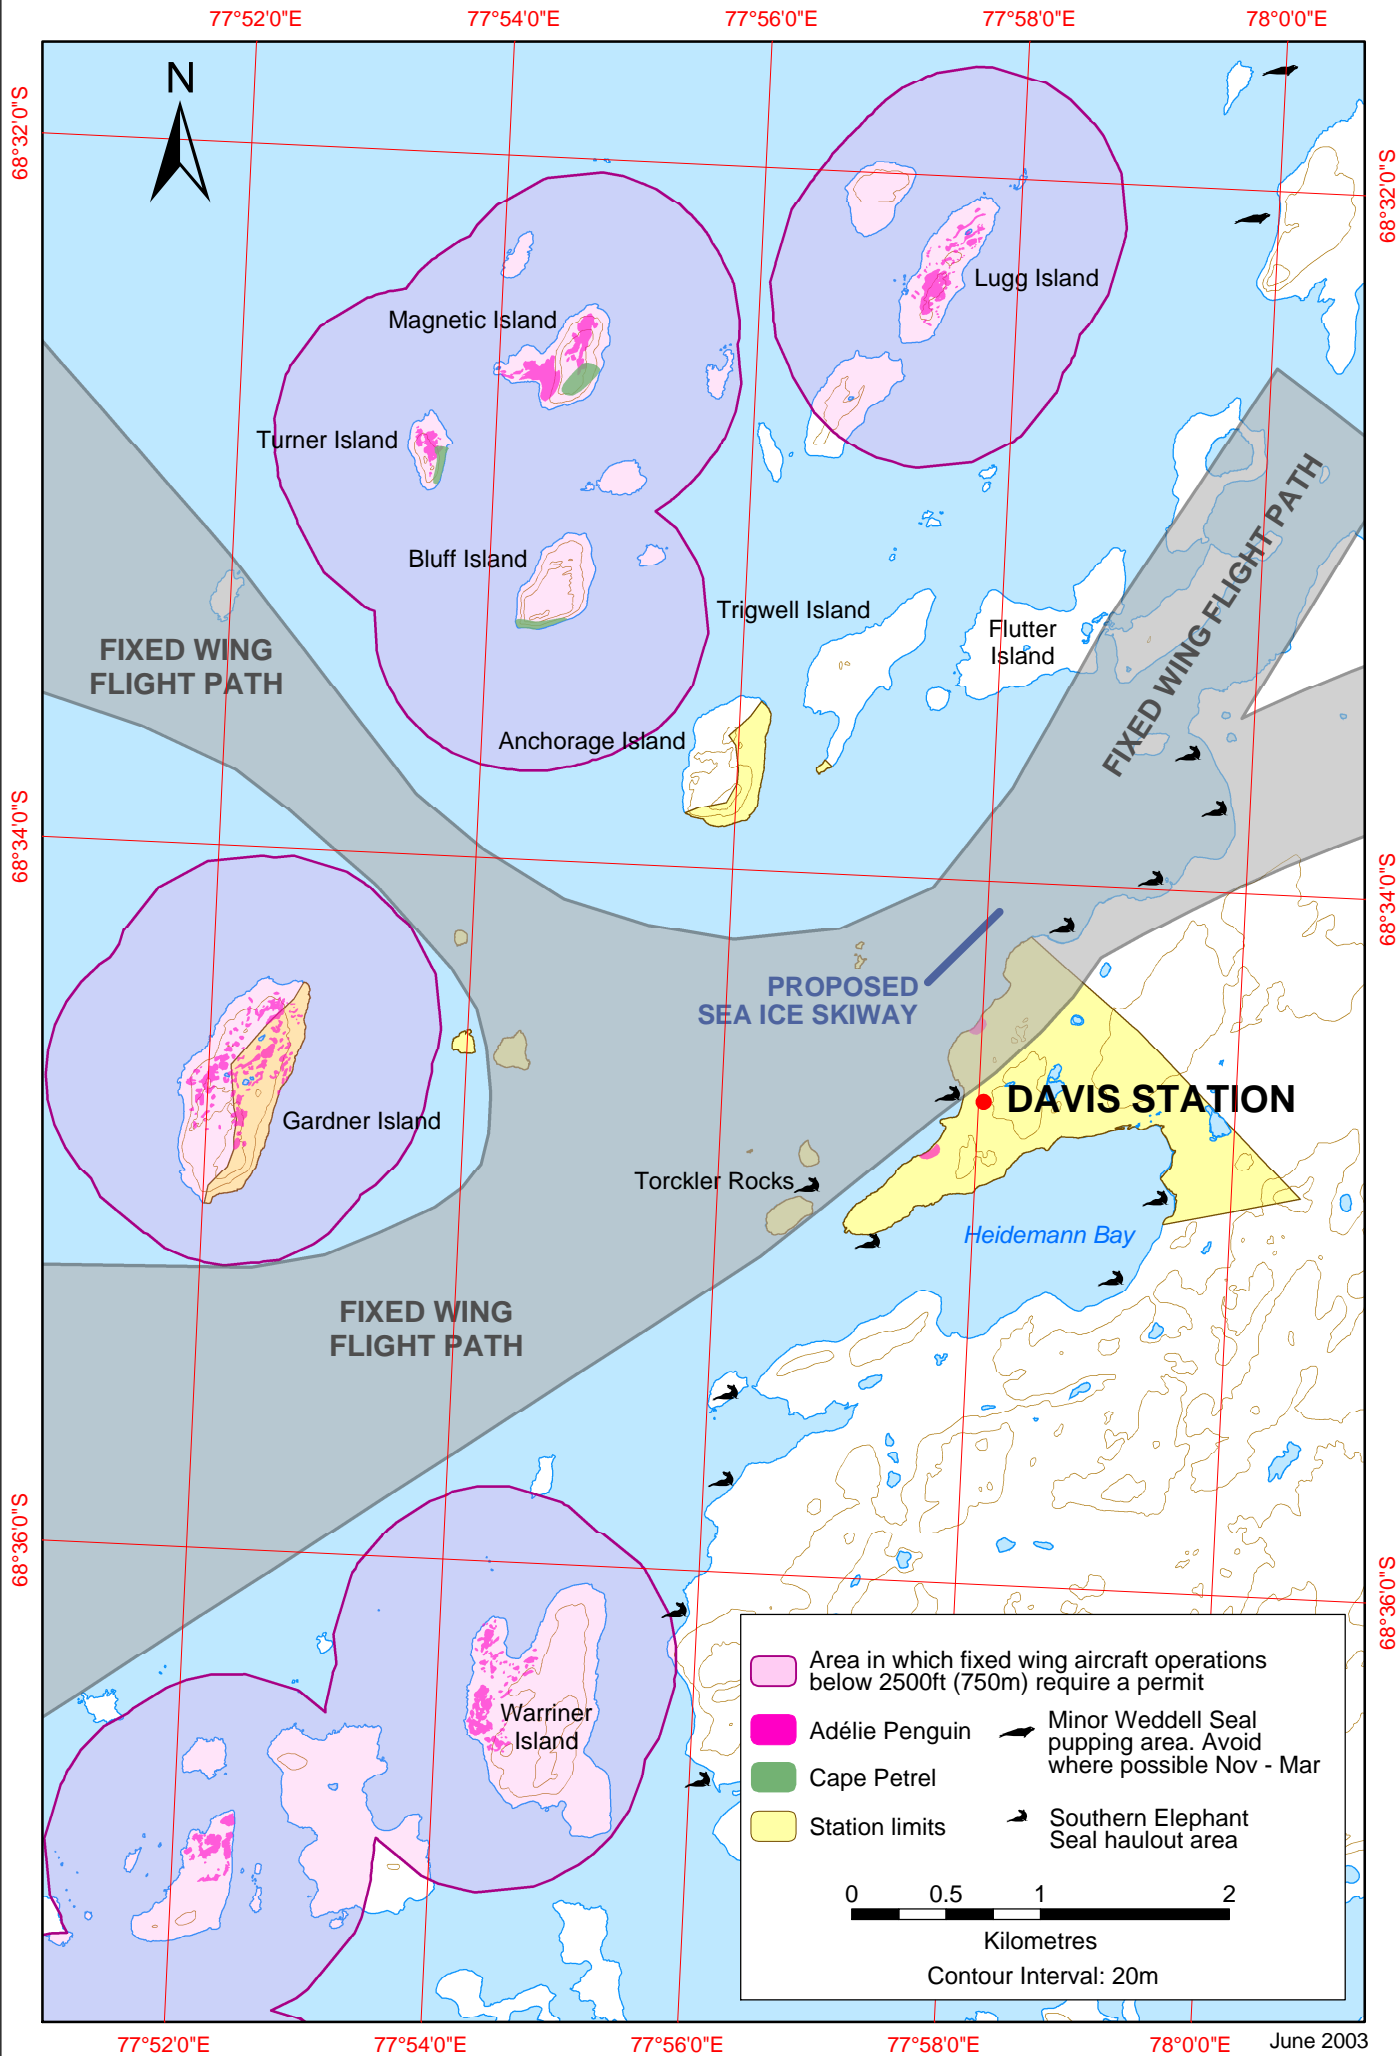 77°52'0"E
77°54'0"E
77°56'0"E
77°58'0"E
78°0'0"E
N
68°32'0"S
68°32'0"S
Lugg Island
Magnetic Island
Turner Island
Bluff Island
Trigwell Island
Flutter
Island
FIXED WING
FLIGHT PATH
FIXED WING FLIGHT PATH
Anchorage Island
68°34'0"S
68°34'0"S
PROPOSED
SEA ICE SKIWAY
DAVIS STATION
Gardner Island
Torckler Rocks
Heidemann Bay
FIXED WING
FLIGHT PATH
68°36'0"S
68°36'0"S
Warriner
Island
Area in which fixed wing aircraft operations
below 2500ft (750m) require a permit
Adélie Penguin
Minor Weddell Seal
pupping area. Avoid
where possible Nov - Mar
Cape Petrel
Station limits
Southern Elephant
Seal haulout area
0 0.5 1 2
Kilometres
Contour Interval: 20m
77°52'0"E
77°54'0"E
77°56'0"E
77°58'0"E
78°0'0"E
June 2003